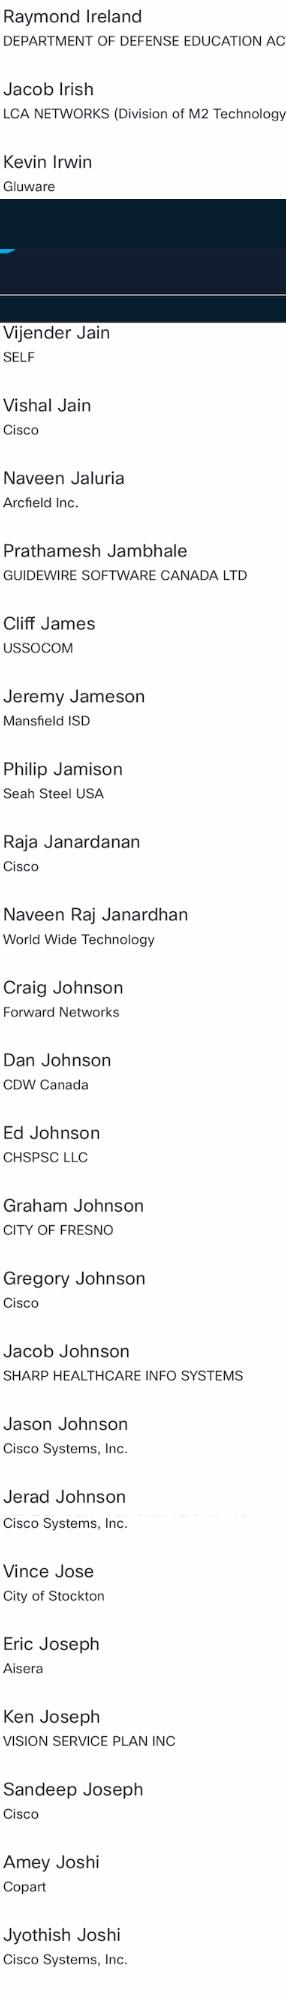 Raymond Ireland
DEPARTMENT OF DEFENSE EDUCATION AC
Jacob Irish
LCA NETWORKS (Division of M2 Technology
Kevin Irwin
Gluware
Vijender Jain
SELF
Vishal Jain
Cisco
Naveen Jaluria
Arcfield Inc.
Prathamesh Jambhale
GUIDEWIRE SOFTWARE CANADA LTD
Cliff James
USSOCOM
Jeremy Jameson
Mansfield ISD
Philip Jamison
Seah Steel USA
Raja Janardanan
Cisco
Naveen Raj Janardhan
World Wide Technology
Craig Johnson
Forward Networks
Dan Johnson
CDW Canada
Ed Johnson
CHSPSC LLC
Graham Johnson
CITY OF FRESNO
Gregory Johnson
Cisco
Jacob Johnson
SHARP HEALTHCARE INFO SYSTEMS
Jason Johnson
Cisco Systems, Inc.
Jerad Johnson
Cisco Systems, Inc.
Vince Jose
City of Stockton
Eric Joseph
Aisera
Ken Joseph
VISION SERVICE PLAN INC
Sandeep Joseph
Cisco
Amey Joshi
Copart
Jyothish Joshi
Cisco Systems, Inc.